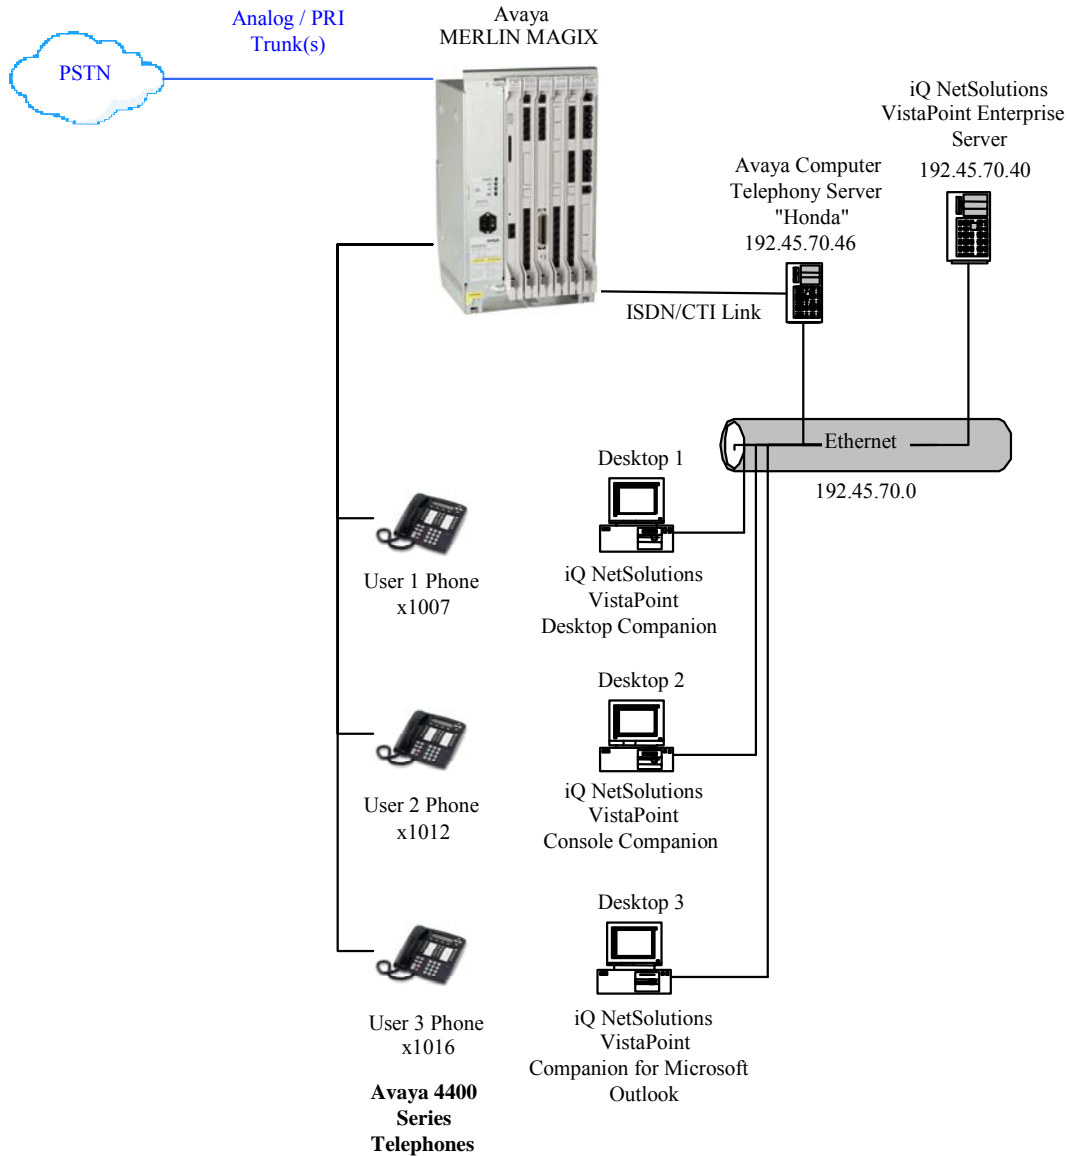 Analog / PRI
Trunk(s)
PSTN
Avaya
MERLIN MAGIX
iQ NetSolutions
VistaPoint Enterprise
Server
192.45.70.40
Avaya Computer
Telephony Server
"Honda"
192.45.70.46
ISDN/CTI Link
Ethernet
192.45.70.0
User 1 Phone
x1007
Desktop 1
iQ NetSolutions
VistaPoint
Desktop Companion
User 2 Phone
x1012
Desktop 2
iQ NetSolutions
VistaPoint
Console Companion
User 3 Phone
x1016
Avaya 4400
Series
Telephones
Desktop 3
iQ NetSolutions
VistaPoint
Companion for Microsoft
Outlook